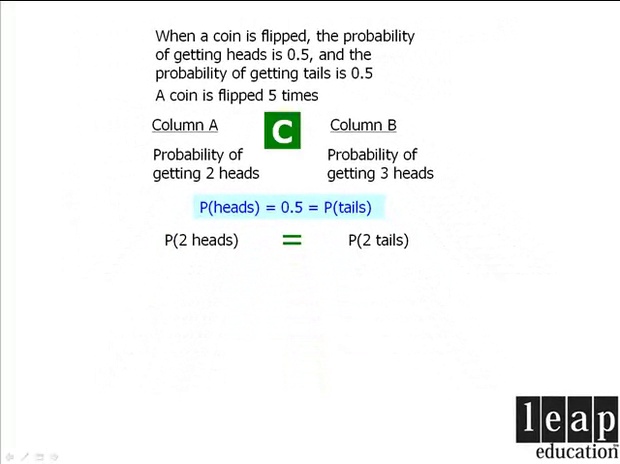 When a coin is flipped, the probability
of getting heads is 0.5, and the
probability of getting tails is 0.5
A coin is flipped 5 times
Column A
C
Column B
Probability of
getting 2 heads
Probability of
getting 3 heads
P(heads) = 0.5 = P(tails)
P(2 heads) = P(2 tails)
leap
education™